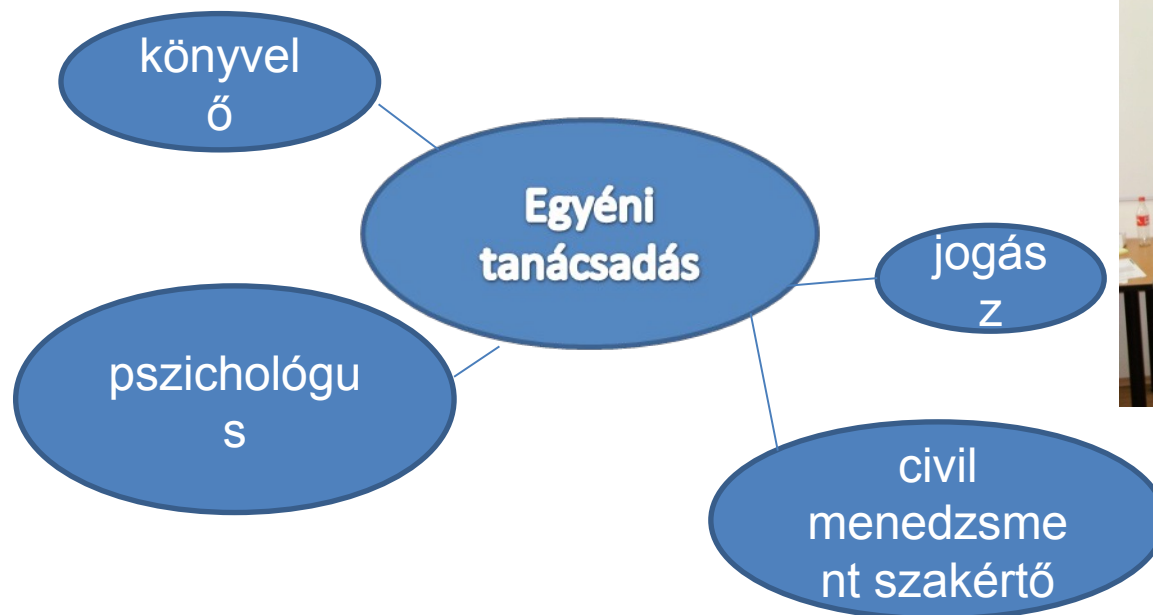 könyvel
ő
Egyéni
tanácsadás
jogás
z
pszichológu
s
civil
menedzsme
nt szakértő